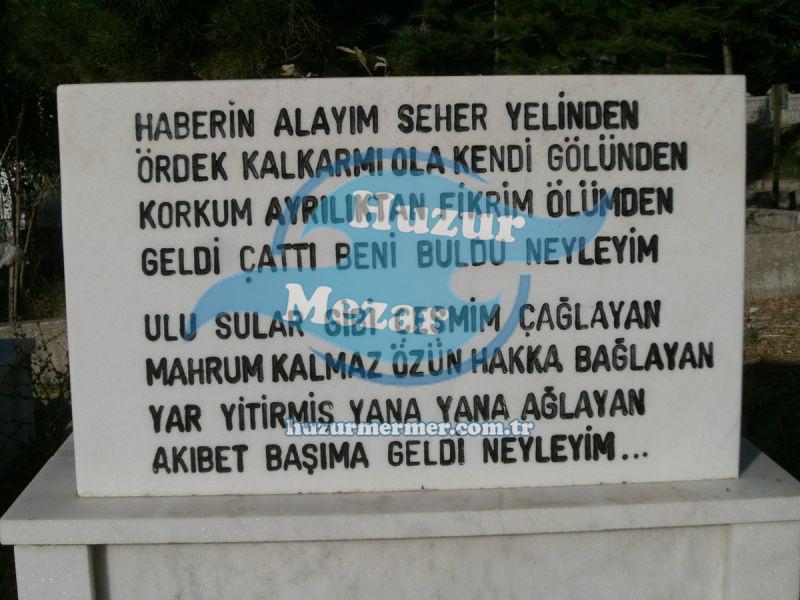 HABERİN ALAYIM SEHER YELİNDEN
ÖRDEK KALKARMI OLA KENDİ GÖLÜNDEN
KORKUM AYRILIKTAN FİKRİM ÖLÜMDEN
GELDİ ÇATTI BENİ BULDU NEYLEYİM
ULU SULAR GİBİ ÇEŞMİM ÇAĞLAYAN
MAHRUM KALMAZ ÖZÜN HAKKA BAĞLAYAN
YAR YİTİRMİŞ YANA YANA AĞLAYAN
AKIBET BAŞIMA GELDİ NEYLEYİM...
Huzur
Mezar
huzurmermer.com.tr